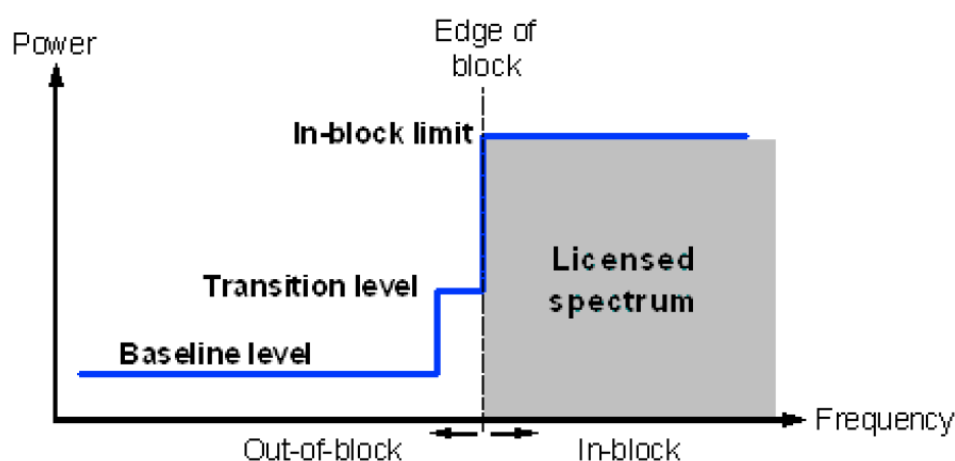 Power
Edge of
block
In-block limit
Licensed
spectrum
Transition level
Baseline level
Frequency
Out-of-block
In-block